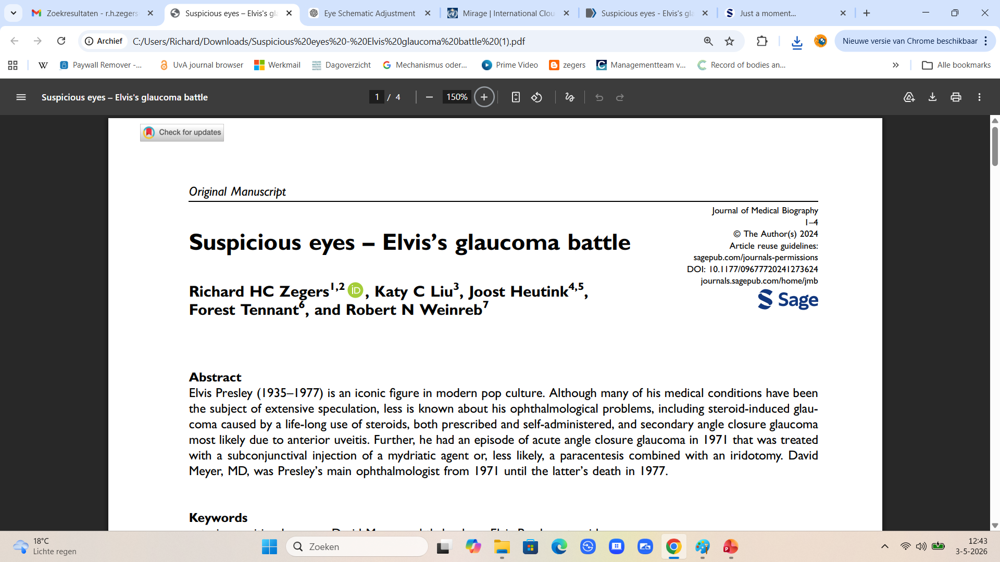 Zoekresultaten - r.h.zegers
Suspicious eyes – Elvis's gl
Eye Schematic Adjustment
Mirage | International Clou
Suspicious eyes - Elvis's gla
Just a moment...
Archief
C:/Users/Richard/Downloads/Suspicious%20eyes%20-%20Elvis%20glaucoma%20battle%20(1).pdf
Nieuwe versie van Chrome beschikbaar
W
Paywall Remover -...
UvA journal browser
Werkmail
Dagoverzicht
Mechanismus oder...
Prime Video
zegers
Managementteam v...
Record of bodies an...
Alle bookmarks
Suspicious eyes – Elvis's glaucoma battle
1 / 4
150%
Check for updates
Original Manuscript
Journal of Medical Biography
1–4
© The Author(s) 2024
Article reuse guidelines:
sagepub.com/journals-permissions
DOI: 10.1177/09677720241273624
journals.sagepub.com/home/jmb
Sage
Suspicious eyes – Elvis's glaucoma battle
Richard HC Zegers1,2 iD, Katy C Liu3, Joost Heutink4,5,
Forest Tennant6, and Robert N Weinreb7
Abstract
Elvis Presley (1935–1977) is an iconic figure in modern pop culture. Although many of his medical conditions have been
the subject of extensive speculation, less is known about his ophthalmological problems, including steroid-induced glau-
coma caused by a life-long use of steroids, both prescribed and self-administered, and secondary angle closure glaucoma
most likely due to anterior uveitis. Further, he had an episode of acute angle closure glaucoma in 1971 that was treated
with a subconjunctival injection of a mydriatic agent or, less likely, a paracentesis combined with an iridotomy. David
Meyer, MD, was Presley's main ophthalmologist from 1971 until the latter's death in 1977.
Keywords
18°C
Lichte regen
Zoeken
12:43
3-5-2026